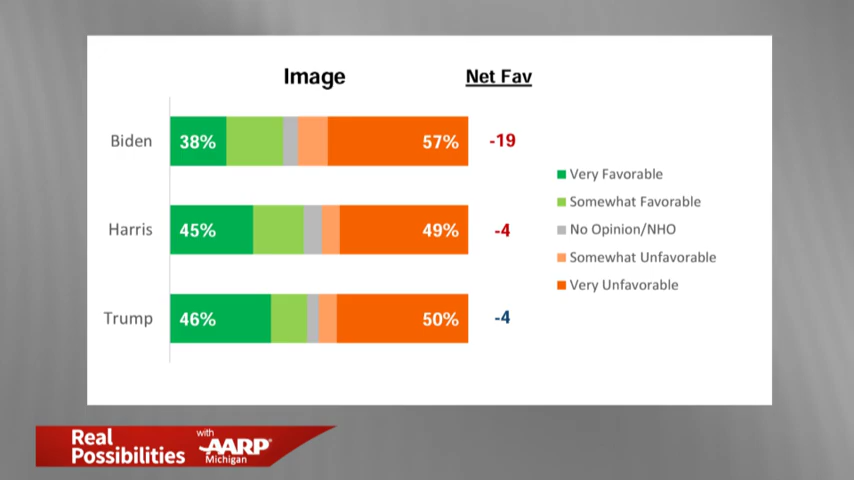 Image
Net Fav
Biden
38%
57%
-19
Harris
45%
49%
-4
Trump
46%
50%
-4
Very Favorable
Somewhat Favorable
No Opinion/NHO
Somewhat Unfavorable
Very Unfavorable
Real
Possibilities
with
AARP®
Michigan